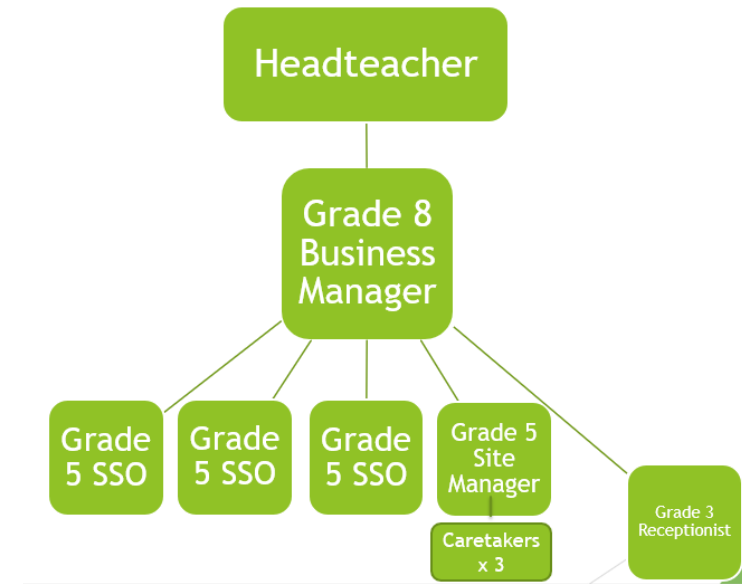 Headteacher
Grade 8
Business
Manager
Grade
5 SSO
Grade
5 SSO
Grade
5 SSO
Grade 5
Site
Manager
Caretakers
x 3
Grade 3
Receptionist